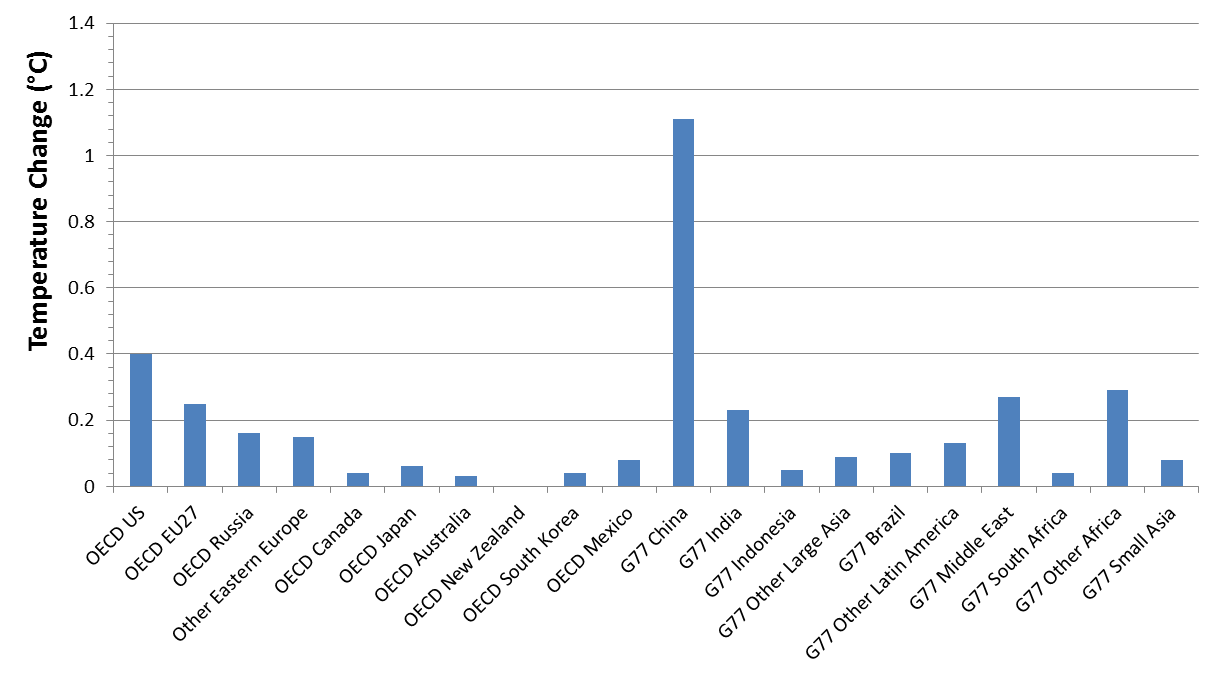 Temperature Change (°C)
1.4
1.2
1
0.8
0.6
0.4
0.2
0
OECD US
OECD EU27
OECD Russia
Other Eastern Europe
OECD Canada
OECD Japan
OECD Australia
OECD New Zealand
OECD South Korea
OECD Mexico
G77 China
G77 India
G77 Indonesia
G77 Other Large Asia
G77 Brazil
G77 Other Latin America
G77 Middle East
G77 South Africa
G77 Other Africa
G77 Small Asia